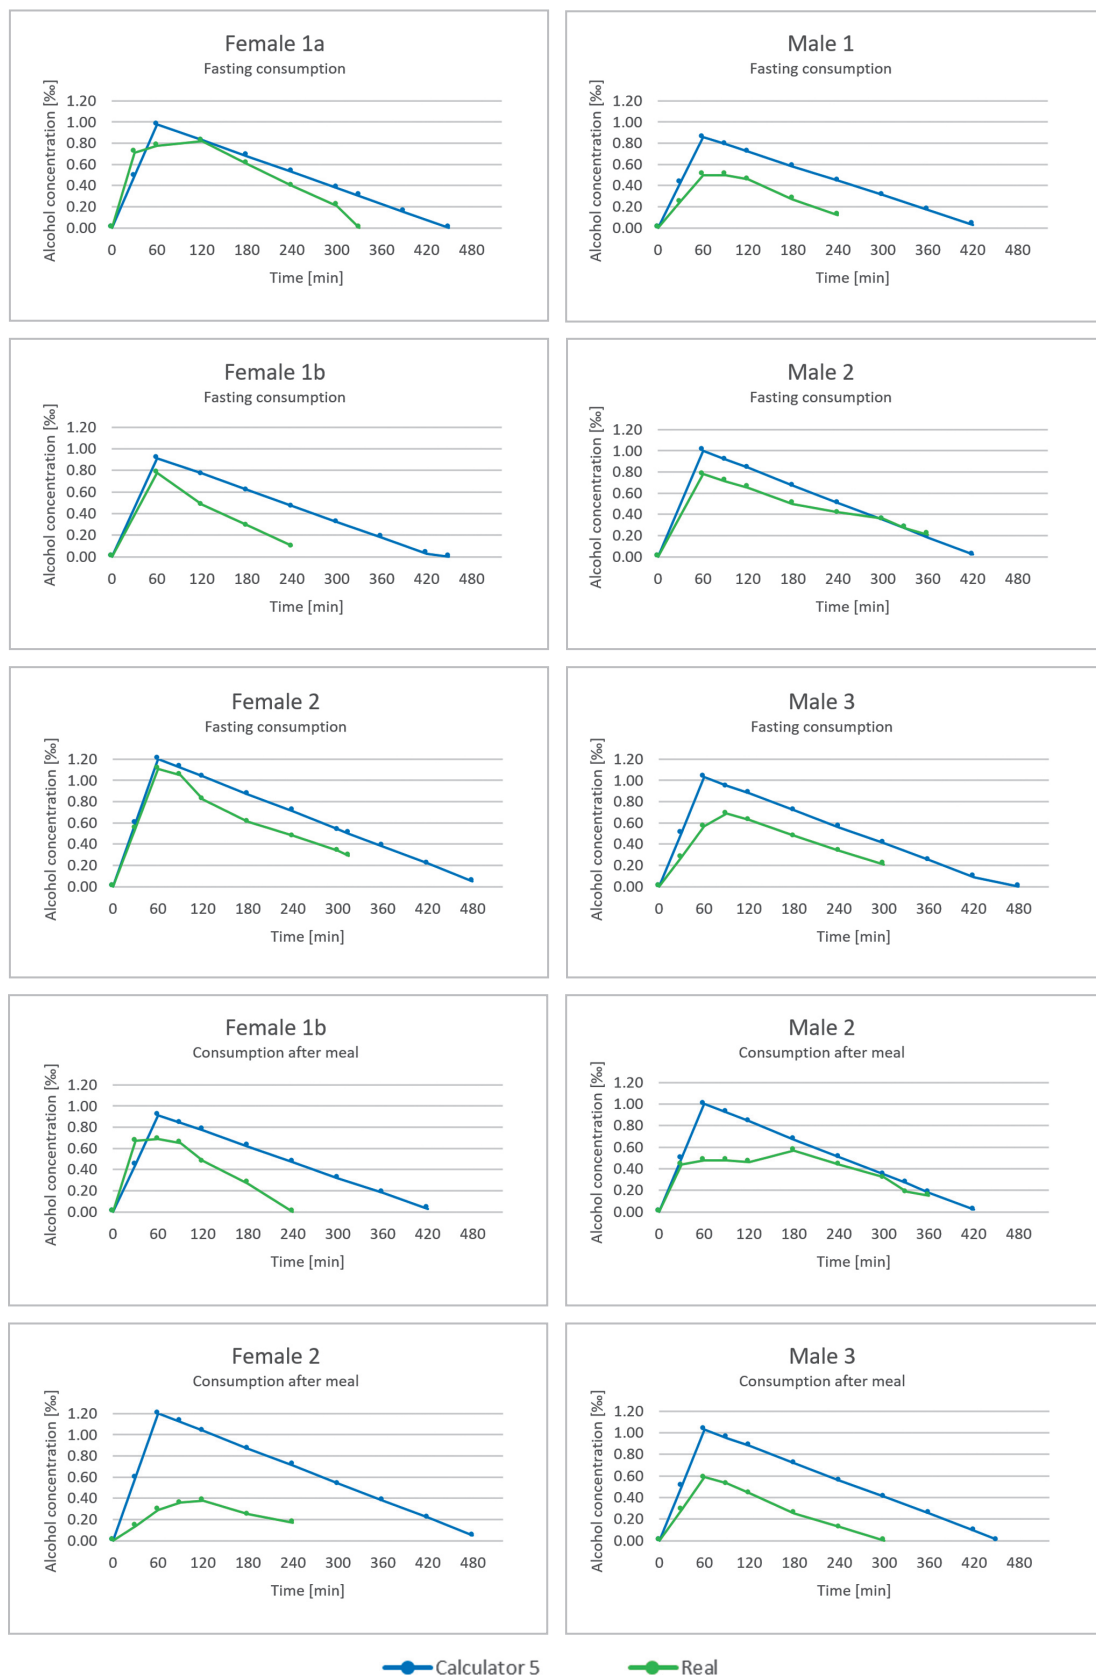 Female 1a
Fasting consumption
Alcohol concentration [‰]
1.20
1.00
0.80
0.60
0.40
0.20
0.00
0 60 120 180 240 300 360 420 480
Time [min]
Male 1
Fasting consumption
Alcohol concentration [‰]
1.20
1.00
0.80
0.60
0.40
0.20
0.00
0 60 120 180 240 300 360 420 480
Time [min]
Female 1b
Fasting consumption
Alcohol concentration [‰]
1.20
1.00
0.80
0.60
0.40
0.20
0.00
0 60 120 180 240 300 360 420 480
Time [min]
Male 2
Fasting consumption
Alcohol concentration [‰]
1.20
1.00
0.80
0.60
0.40
0.20
0.00
0 60 120 180 240 300 360 420 480
Time [min]
Female 2
Fasting consumption
Alcohol concentration [‰]
1.20
1.00
0.80
0.60
0.40
0.20
0.00
0 60 120 180 240 300 360 420 480
Time [min]
Male 3
Fasting consumption
Alcohol concentration [‰]
1.20
1.00
0.80
0.60
0.40
0.20
0.00
0 60 120 180 240 300 360 420 480
Time [min]
Female 1b
Consumption after meal
Alcohol concentration [‰]
1.20
1.00
0.80
0.60
0.40
0.20
0.00
0 60 120 180 240 300 360 420 480
Time [min]
Male 2
Consumption after meal
Alcohol concentration [‰]
1.20
1.00
0.80
0.60
0.40
0.20
0.00
0 60 120 180 240 300 360 420 480
Time [min]
Female 2
Consumption after meal
Alcohol concentration [‰]
1.20
1.00
0.80
0.60
0.40
0.20
0.00
0 60 120 180 240 300 360 420 480
Time [min]
Male 3
Consumption after meal
Alcohol concentration [‰]
1.20
1.00
0.80
0.60
0.40
0.20
0.00
0 60 120 180 240 300 360 420 480
Time [min]
Calculator 5 Real